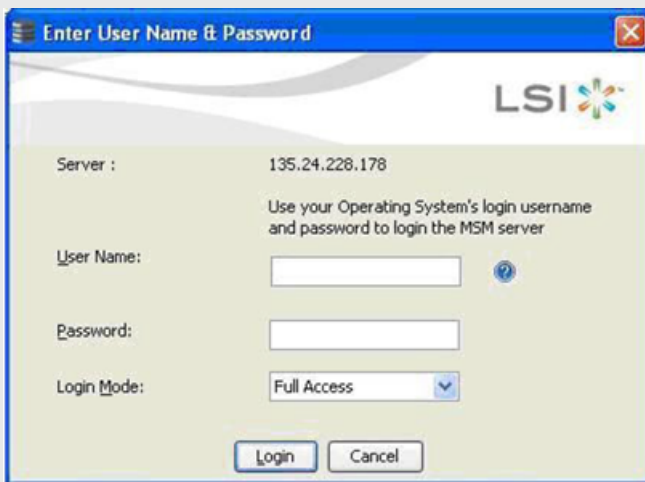 Enter User Name & Password
LSI
Server : 135.24.228.178
Use your Operating System's login username
and password to login the MSM server
User Name:
Password:
Login Mode: Full Access
Login Cancel